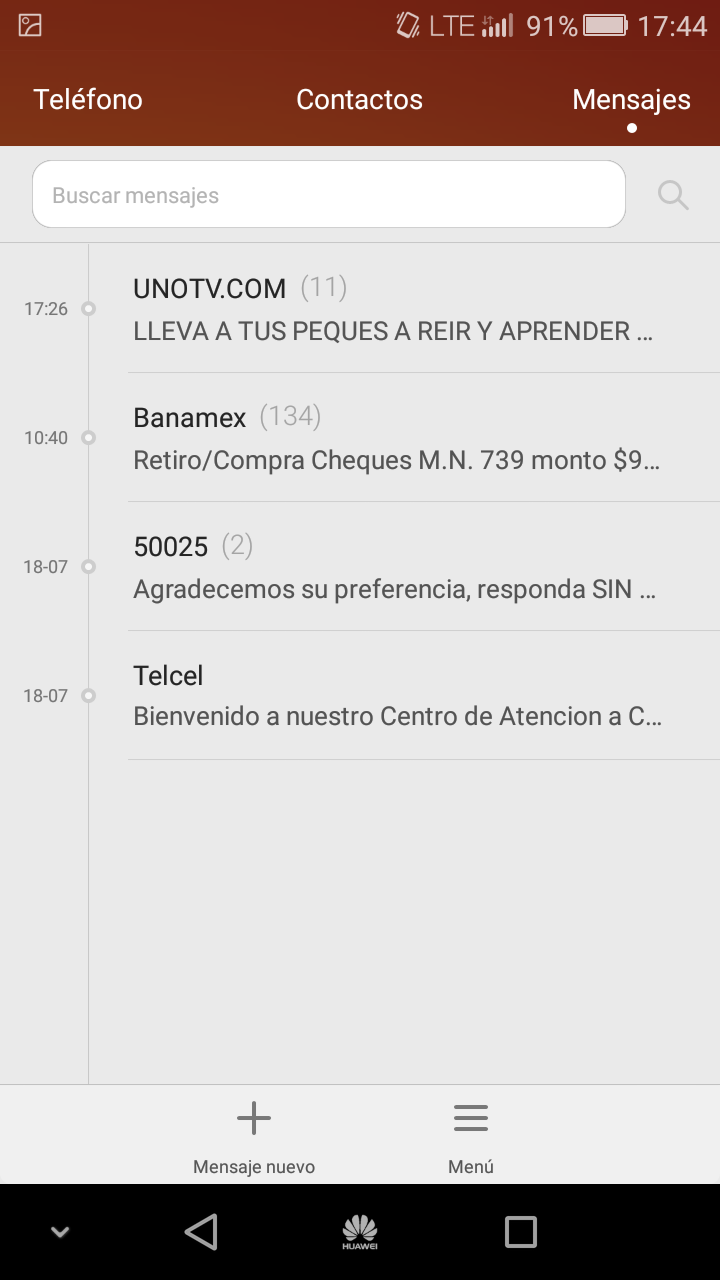 LTE 91% 17:44
Teléfono Contactos Mensajes
Buscar mensajes
UNOTV.COM (11)
17:26
LLEVA A TUS PEQUES A REIR Y APRENDER ...
Banamex (134)
10:40
Retiro/Compra Cheques M.N. 739 monto $9...
50025 (2)
18-07
Agradecemos su preferencia, responda SIN ...
Telcel
18-07
Bienvenido a nuestro Centro de Atencion a C...
Mensaje nuevo Menú
HUAWEI